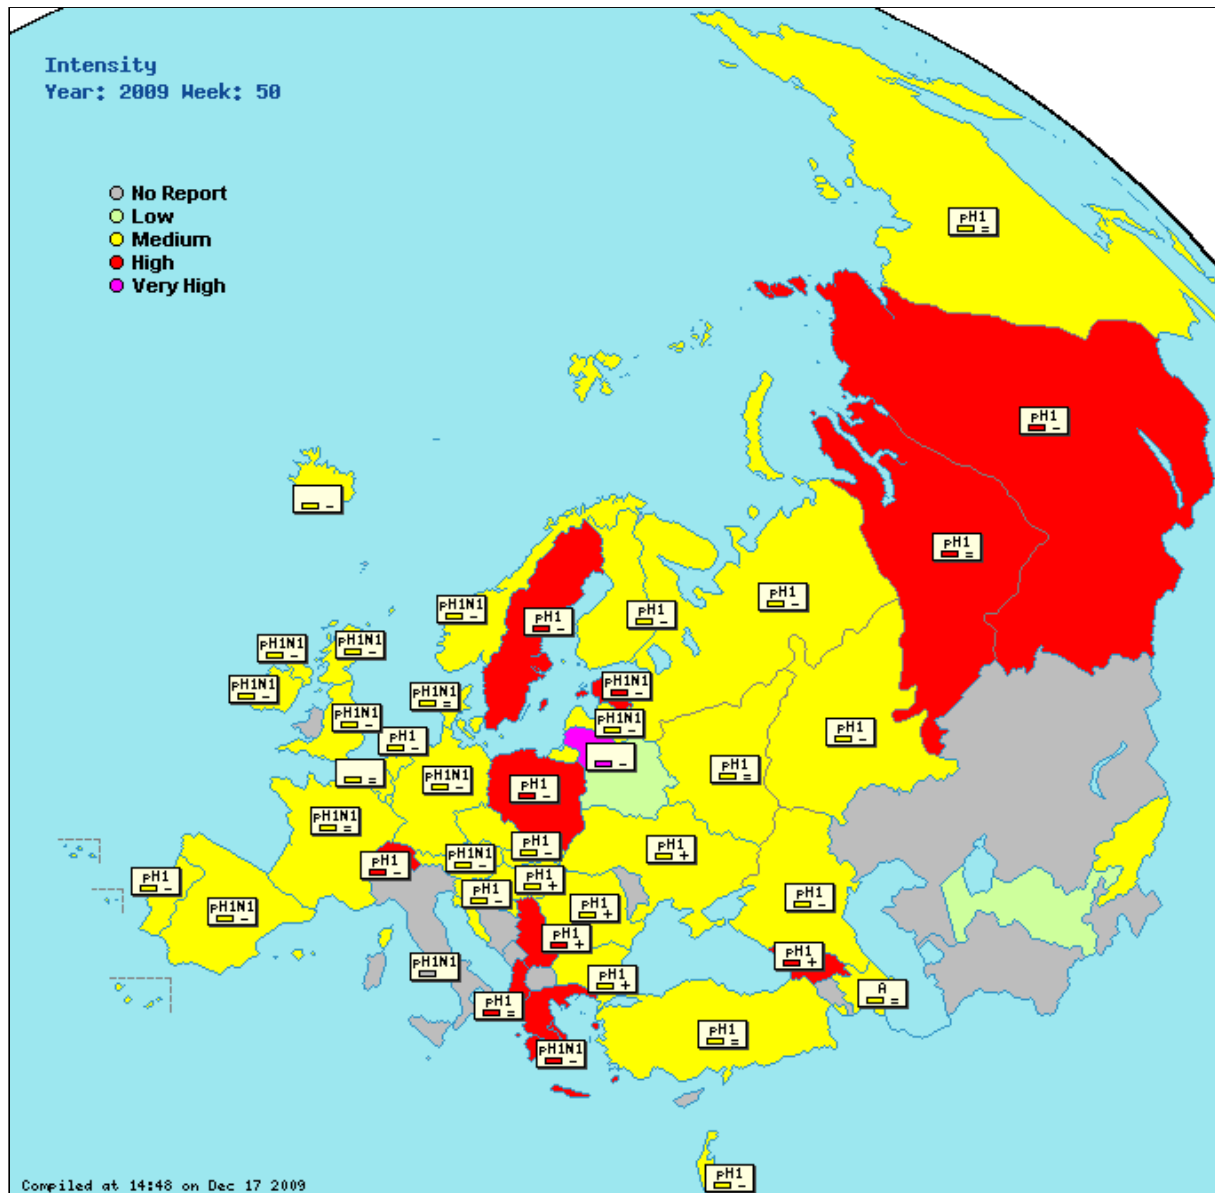 Intensity
Year: 2009 Week: 50
No Report
Low
Medium
High
Very High
pH1
=
pH1
–
–
pH1
=
pH1
–
pH1N1
–
pH1
–
pH1
–
pH1N1
–
pH1N1
–
pH1N1
–
pH1N1
–
pH1N1
=
pH1N1
–
pH1N1
–
pH1
–
pH1
–
–
=
pH1N1
–
pH1
–
pH1
=
pH1N1
=
pH1
–
pH1
+
pH1N1
–
pH1
–
pH1
–
pH1
+
pH1
–
pH1
–
pH1N1
–
pH1
+
pH1
+
pH1
+
pH1N1
pH1
+
A
=
pH1
=
pH1
=
pH1N1
–
pH1
–
Compiled at 14:48 on Dec 17 2009